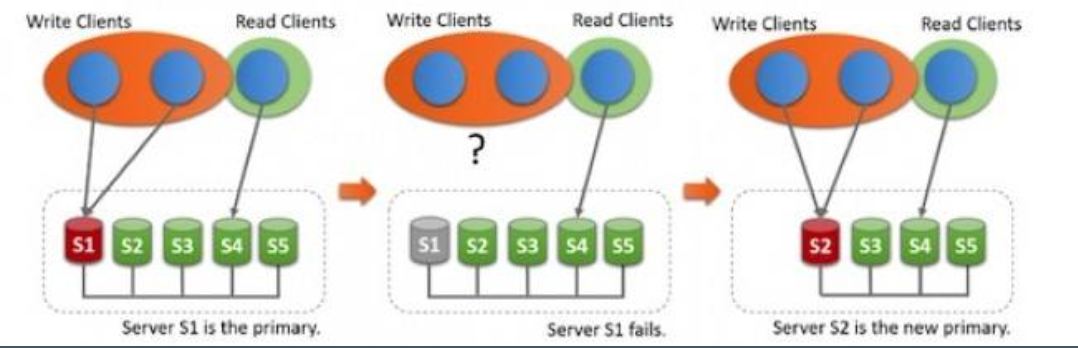 Write Clients
Read Clients
S1 S2 S3 S4 S5
Server S1 is the primary.
Write Clients
Read Clients
?
S1 S2 S3 S4 S5
Server S1 fails.
Write Clients
Read Clients
S2 S3 S4 S5
Server S2 is the new primary.